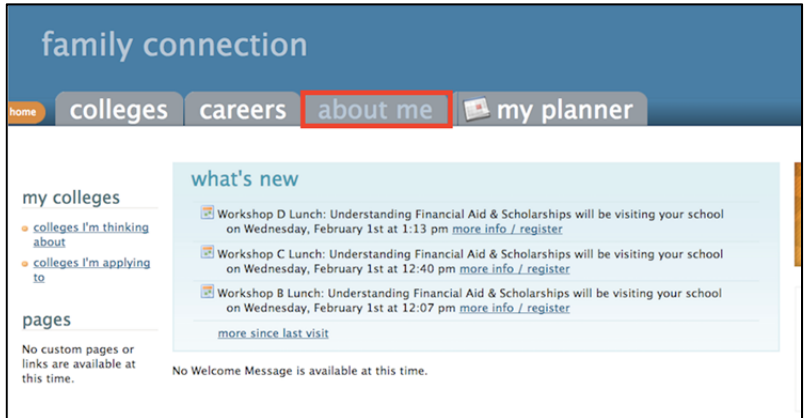 family connection
home colleges careers about me my planner
my colleges
colleges I'm thinking
about
colleges I'm applying
to
pages
No custom pages or
links are available at
this time.
what's new
Workshop D Lunch: Understanding Financial Aid & Scholarships will be visiting your school
on Wednesday, February 1st at 1:13 pm more info / register
Workshop C Lunch: Understanding Financial Aid & Scholarships will be visiting your school
on Wednesday, February 1st at 12:40 pm more info / register
Workshop B Lunch: Understanding Financial Aid & Scholarships will be visiting your school
on Wednesday, February 1st at 12:07 pm more info / register
more since last visit
No Welcome Message is available at this time.